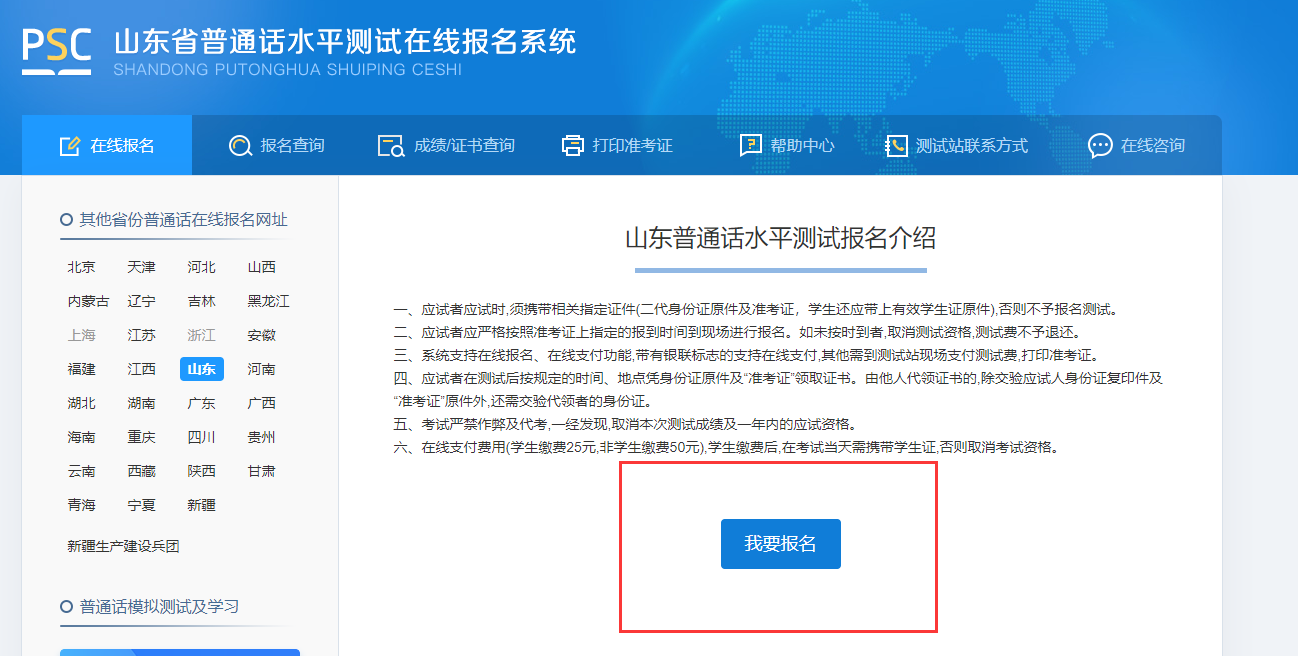 PSC
山东省普通话水平测试在线报名系统
SHANDONG PUTONGHUA SHUIPING CESHI
在线报名 报名查询 成绩/证书查询 打印准考证 帮助中心 测试站联系方式 在线咨询
其他省份普通话在线报名网址
北京 天津 河北 山西
内蒙古 辽宁 吉林 黑龙江
上海 江苏 浙江 安徽
福建 江西 山东 河南
湖北 湖南 广东 广西
海南 重庆 四川 贵州
云南 西藏 陕西 甘肃
青海 宁夏 新疆
新疆生产建设兵团
普通话模拟测试及学习
山东普通话水平测试报名介绍
一、应试者应试时,须携带相关指定证件(二代身份证原件及准考证，学生还应带上有效学生证原件),否则不予报名测试。
二、应试者应严格按照准考证上指定的报到时间到现场进行报名。如未按时到者,取消测试资格,测试费不予退还。
三、系统支持在线报名、在线支付功能,带有银联标志的支持在线支付,其他需到测试站现场支付测试费,打印准考证。
四、应试者在测试后按规定的时间、地点凭身份证原件及“准考证”领取证书。由他人代领证书的,除交验应试人身份证复印件及
“准考证”原件外,还需交验代领者的身份证。
五、考试严禁作弊及代考,一经发现,取消本次测试成绩及一年内的应试资格。
六、在线支付费用(学生缴费25元,非学生缴费50元),学生缴费后,在考试当天需携带学生证,否则取消考试资格。
我要报名